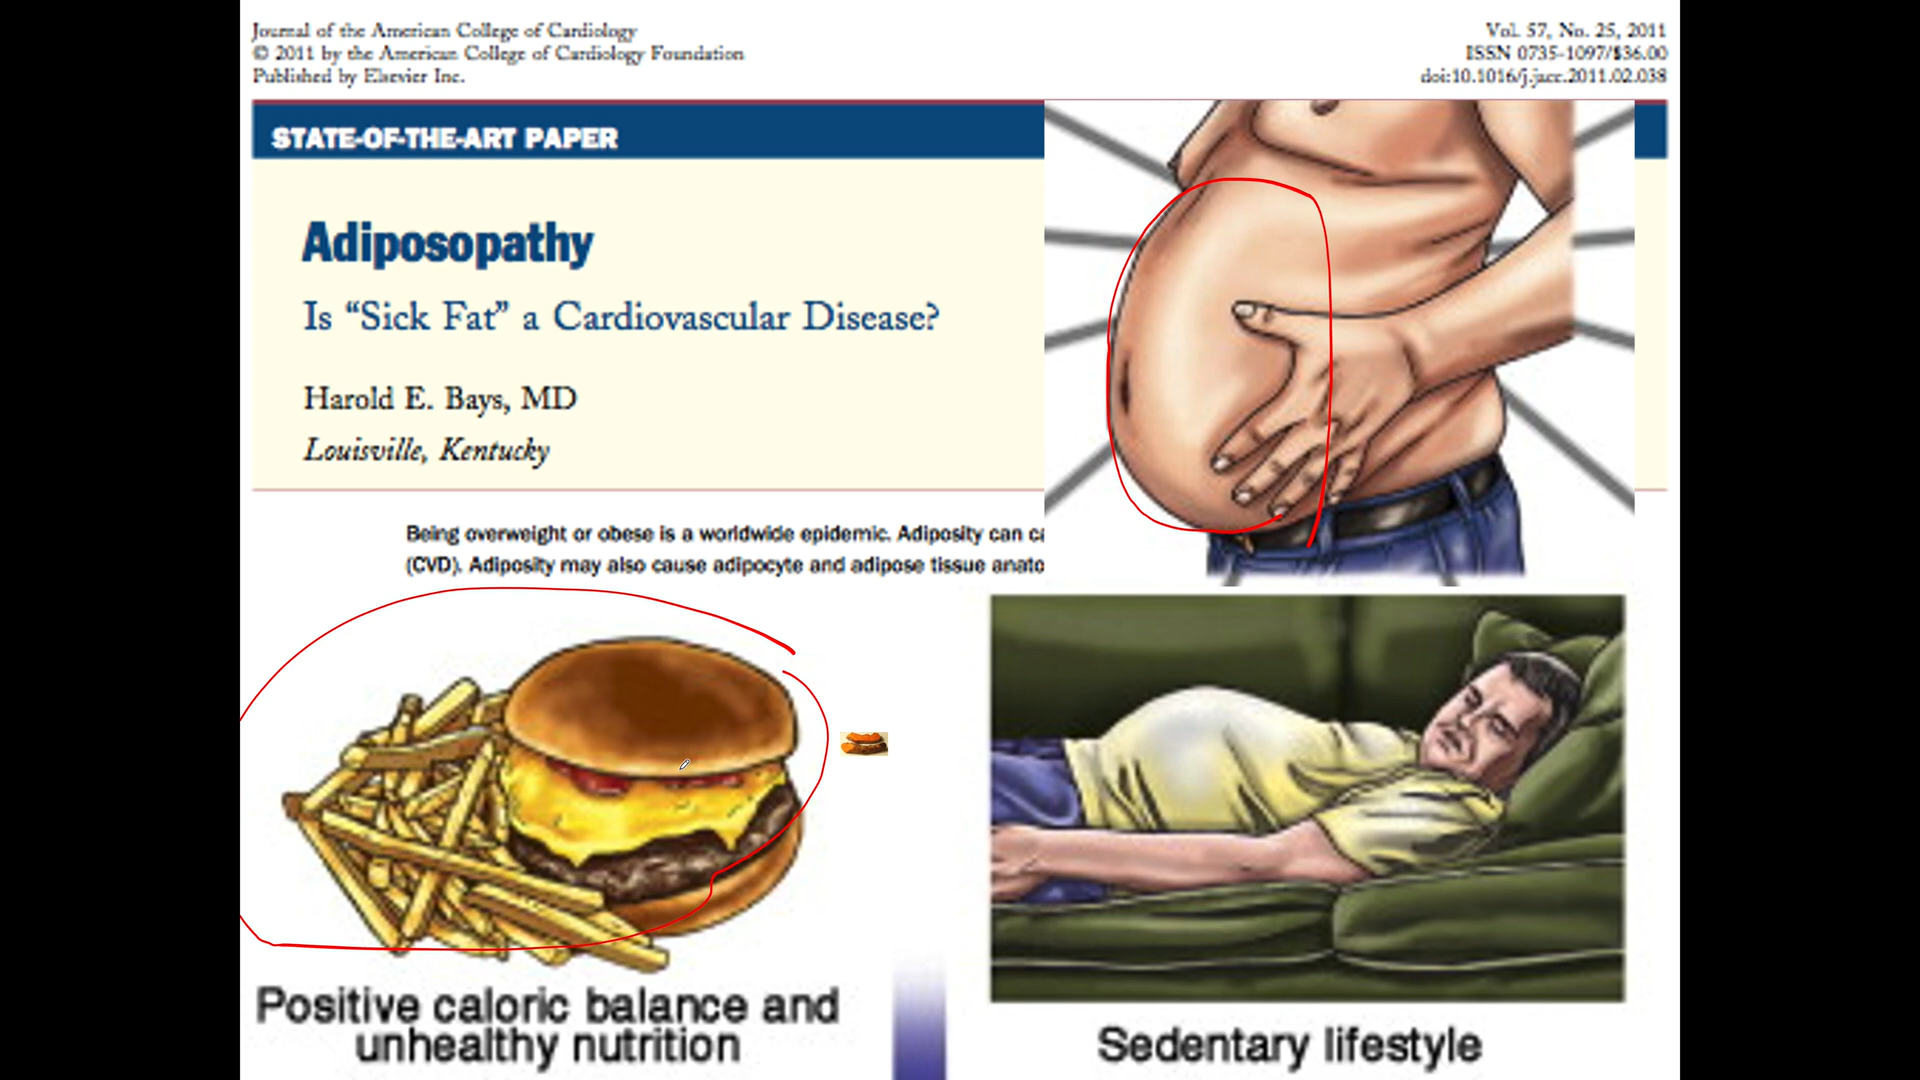 Journal of the American College of Cardiology
© 2011 by the American College of Cardiology Foundation
Published by Elsevier Inc.
Vol. 57, No. 25, 2011
ISSN 0735-1097/$36.00
doi:10.1016/j.jacc.2011.02.038
STATE-OF-THE-ART PAPER
Adiposopathy
Is “Sick Fat” a Cardiovascular Disease?
Harold E. Bays, MD
Louisville, Kentucky
Being overweight or obese is a worldwide epidemic. Adiposity can
(CVD). Adiposity may also cause adipocyte and adipose tissue
Positive caloric balance and
unhealthy nutrition
Sedentary lifestyle